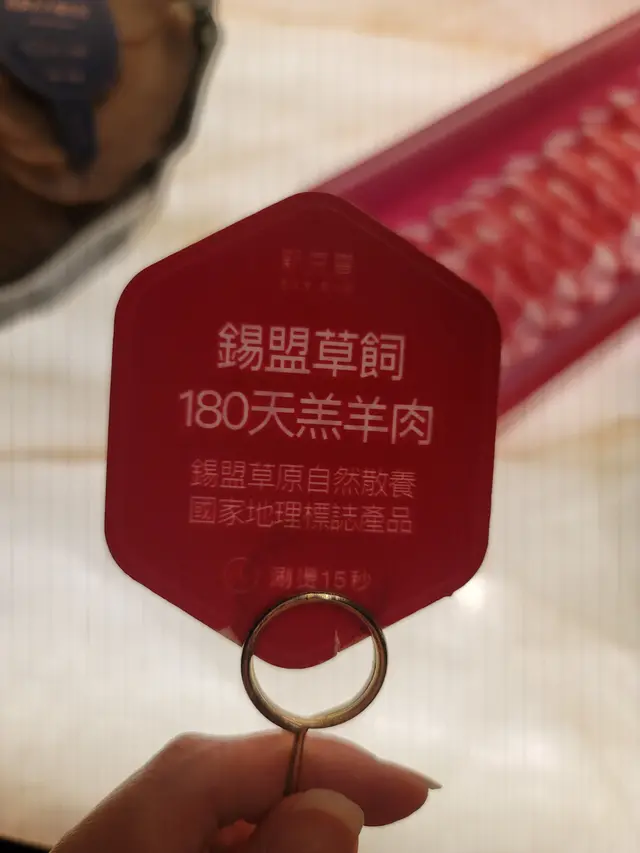 錫盟草飼
180天羔羊肉
錫盟草原自然散養
國家地理標誌產品
涮燙15秒